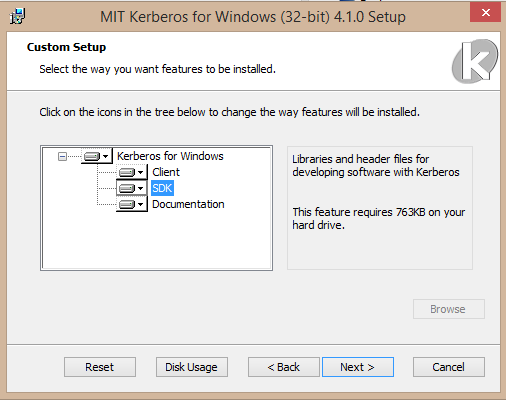 MIT Kerberos for Windows (32-bit) 4.1.0 Setup
Custom Setup
Select the way you want features to be installed.
k
Click on the icons in the tree below to change the way features will be installed.
Kerberos for Windows
Client
SDK
Documentation
Libraries and header files for
developing software with Kerberos
This feature requires 763KB on your
hard drive.
Browse
Reset
Disk Usage
< Back
Next >
Cancel